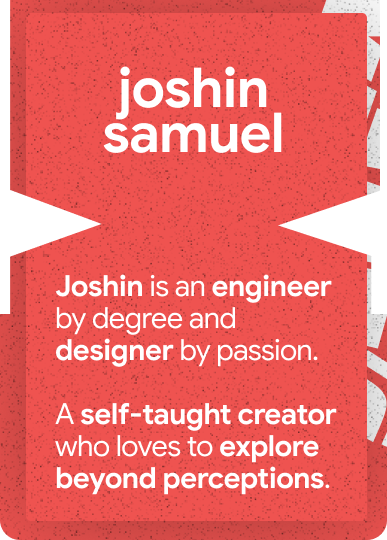 joshin
samuel
Joshin is an engineer
by degree and
designer by passion.
A self-taught creator
who loves to explore
beyond perceptions.